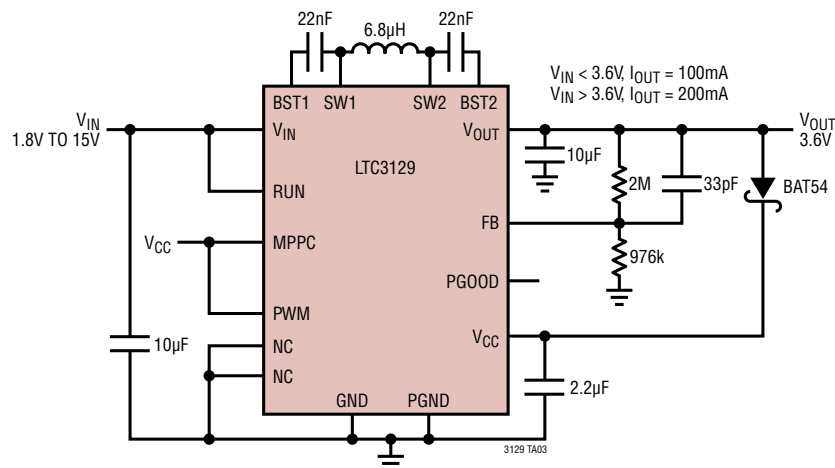 22nF
6.8µH
22nF
BST1 SW1 SW2 BST2
V_IN < 3.6V, I_OUT = 100mA
V_IN > 3.6V, I_OUT = 200mA
V_IN
1.8V TO 15V
V_IN
V_OUT
V_OUT
3.6V
LTC3129
10µF
RUN
2M
33pF
BAT54
FB
V_CC
MPPC
976k
PGOOD
PWM
V_CC
10µF
NC
NC
2.2µF
GND PGND
3129 TA03